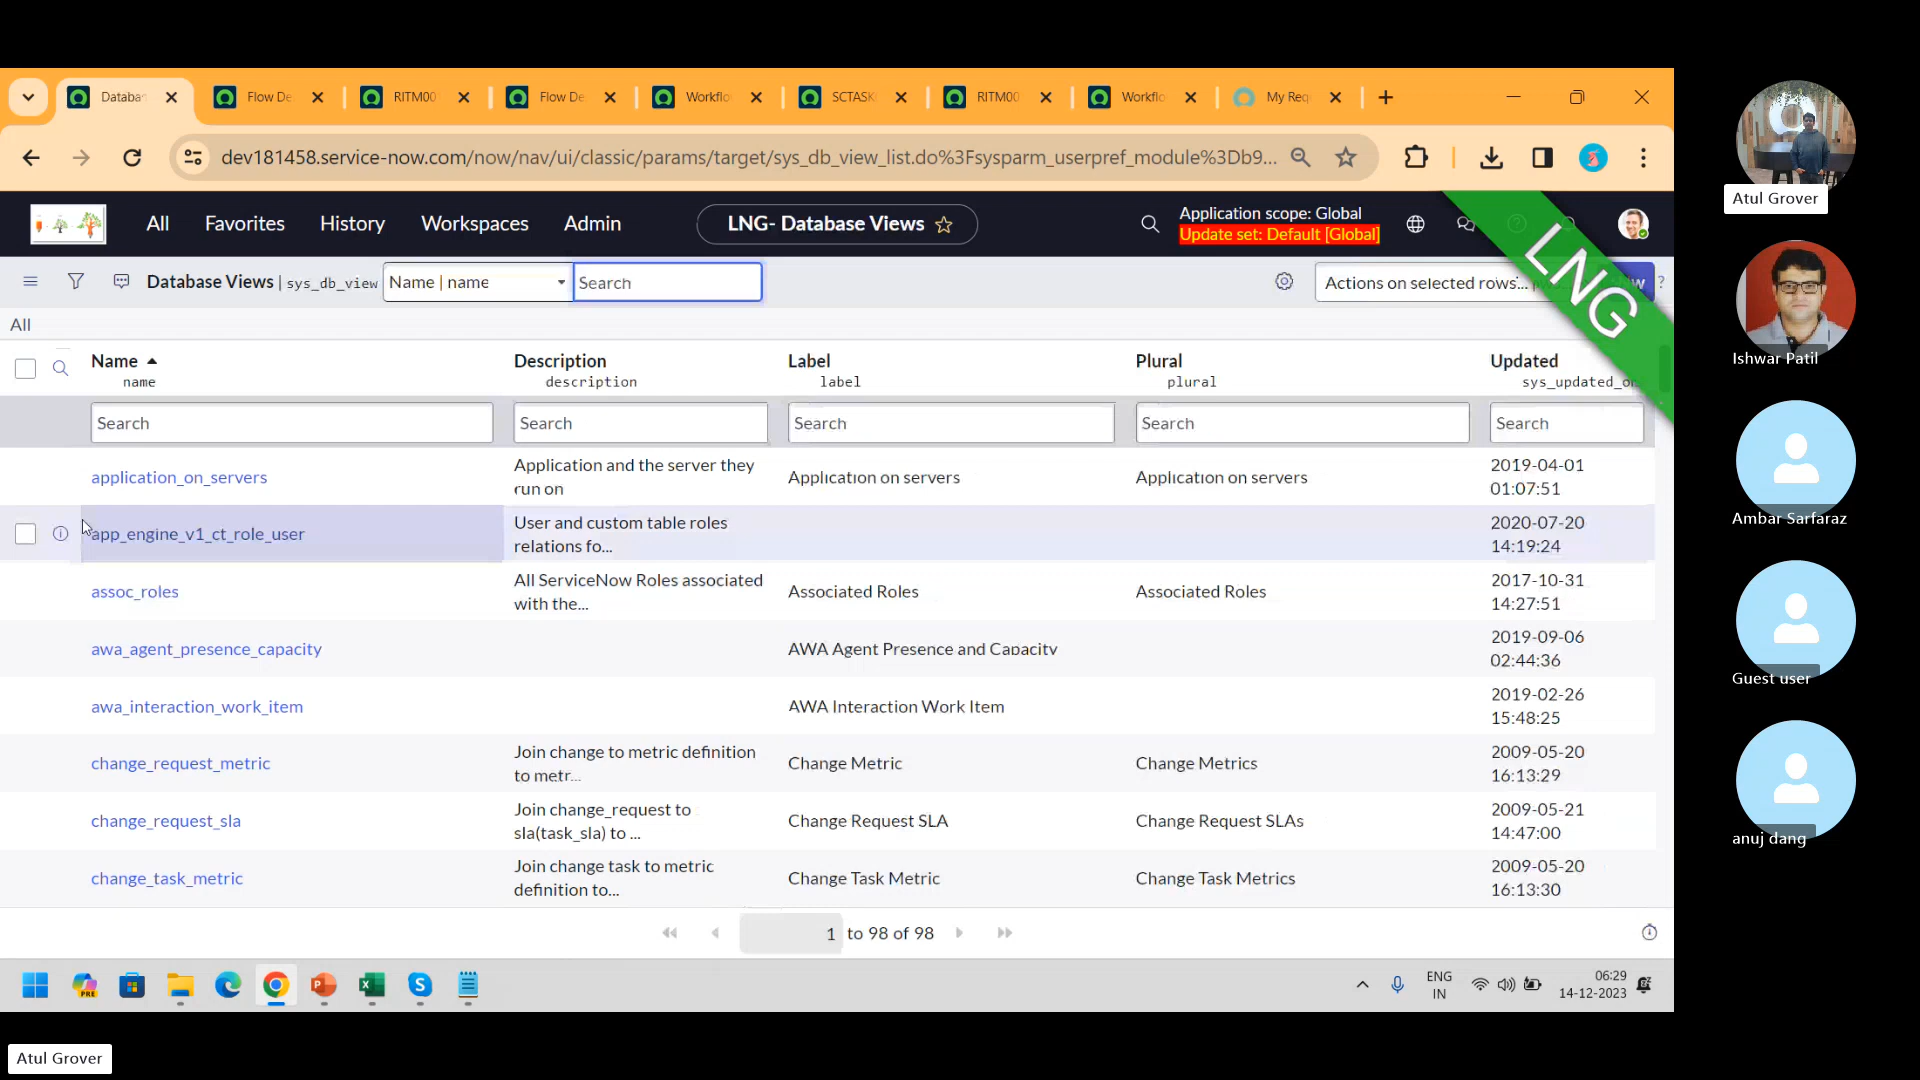 Databa
Flow De
RITM00
Flow De
Workflo
SCTASK
RITM00
Workflo
My Req
dev181458.service-now.com/now/nav/ui/classic/params/target/sys_db_view_list.do%3Fsysparm_userpref_module%3Db9...
All
Favorites
History
Workspaces
Admin
LNG- Database Views
Application scope: Global
Update set: Default [Global]
LNG
Database Views | sys_db_view
Name | name
Search
Actions on selected rows...
?
All
Name
name
Description
description
Label
label
Plural
plural
Updated
Search
Search
Search
Search
Search
application_on_servers
Application and the server they
run on
Application on servers
Application on servers
2019-04-01
01:07:51
app_engine_v1_ct_role_user
User and custom table roles
relations fo...
2020-07-20
14:19:24
assoc_roles
All ServiceNow Roles associated
with the...
Associated Roles
Associated Roles
2017-10-31
14:27:51
awa_agent_presence_capacity
AWA Agent Presence and Capacity
2019-09-06
02:44:36
awa_interaction_work_item
AWA Interaction Work Item
2019-02-26
15:48:25
change_request_metric
Join change to metric definition
to metr...
Change Metric
Change Metrics
2009-05-20
16:13:29
change_request_sla
Join change_request to
sla(task_sla) to ...
Change Request SLA
Change Request SLAs
2009-05-21
14:47:00
change_task_metric
Join change task to metric
definition to...
Change Task Metric
Change Task Metrics
2009-05-20
16:13:30
1 to 98 of 98
PRE
ENG
IN
06:29
14-12-2023
Atul Grover
Ishwar Patil
Ambar Sarfaraz
Guest user
anuj dang
Atul Grover